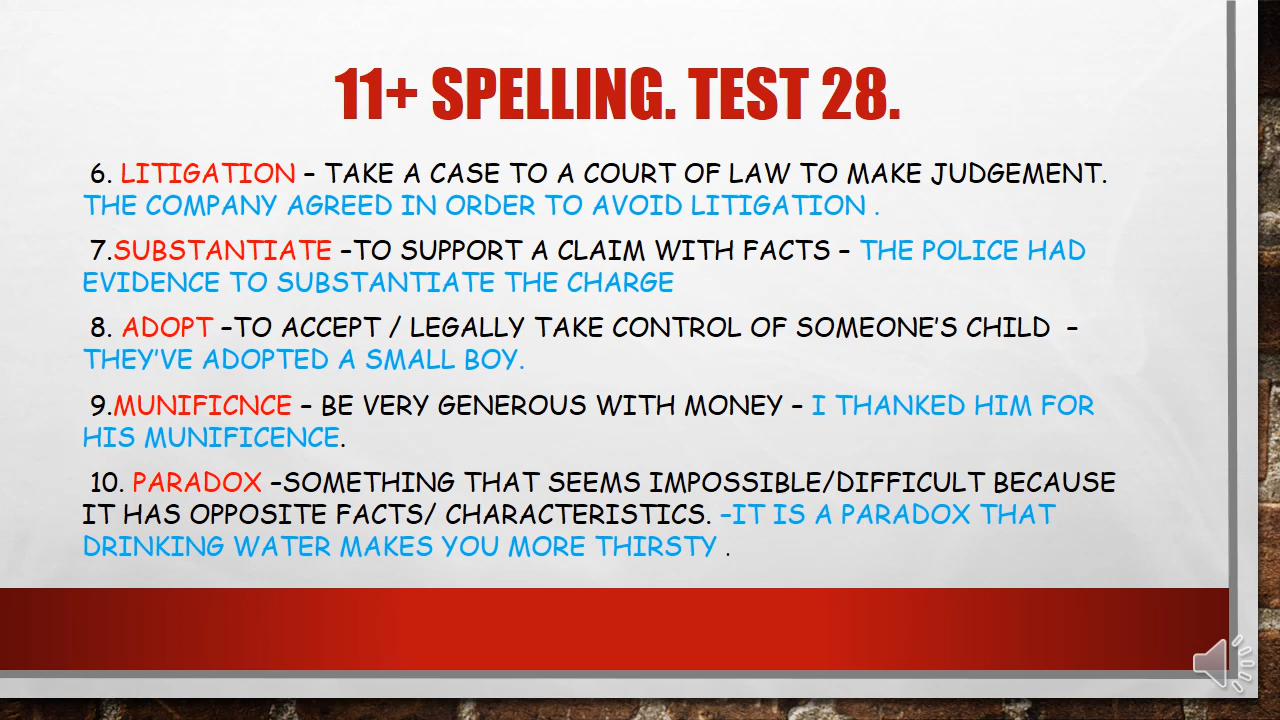 11+ SPELLING. TEST 28.
6. LITIGATION – TAKE A CASE TO A COURT OF LAW TO MAKE JUDGEMENT.
THE COMPANY AGREED IN ORDER TO AVOID LITIGATION .
7.SUBSTANTIATE –TO SUPPORT A CLAIM WITH FACTS – THE POLICE HAD
EVIDENCE TO SUBSTANTIATE THE CHARGE
8. ADOPT –TO ACCEPT / LEGALLY TAKE CONTROL OF SOMEONE'S CHILD –
THEY'VE ADOPTED A SMALL BOY.
9.MUNIFICNCE – BE VERY GENEROUS WITH MONEY – I THANKED HIM FOR
HIS MUNIFICENCE.
10. PARADOX –SOMETHING THAT SEEMS IMPOSSIBLE/DIFFICULT BECAUSE
IT HAS OPPOSITE FACTS/ CHARACTERISTICS. –IT IS A PARADOX THAT
DRINKING WATER MAKES YOU MORE THIRSTY .